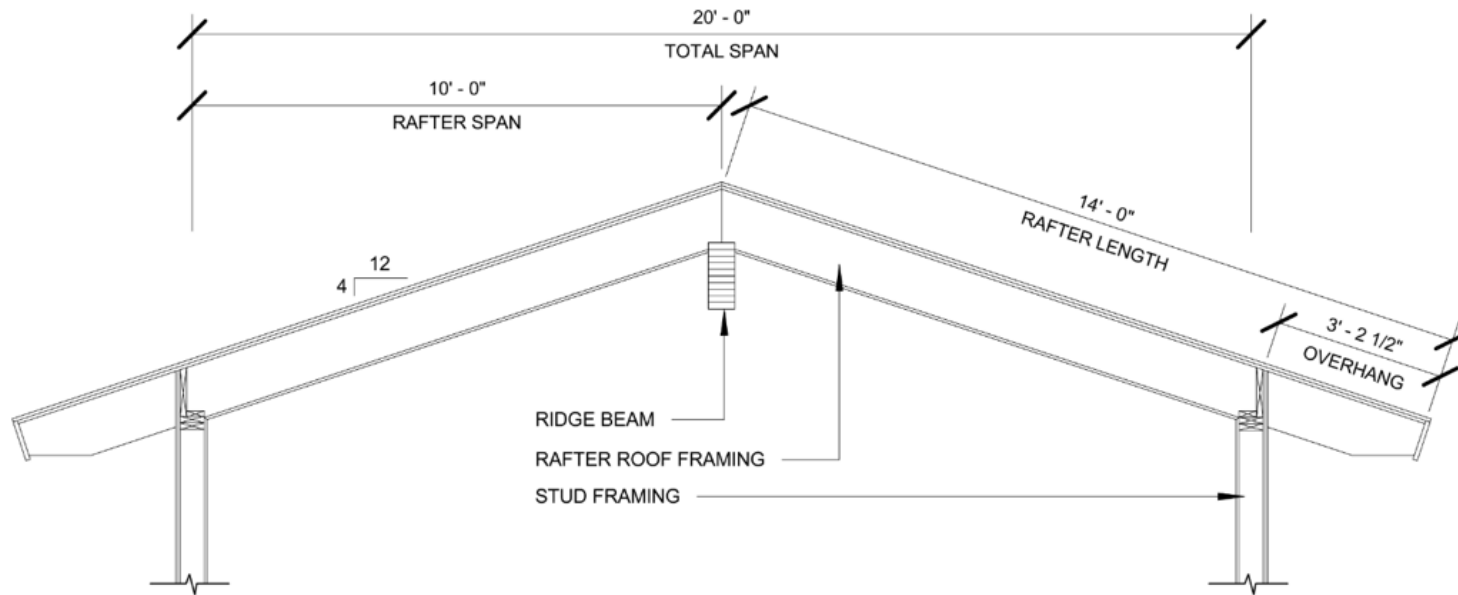 20' - 0"
TOTAL SPAN
10' - 0"
RAFTER SPAN
14' - 0"
RAFTER LENGTH
12
4
3' - 2 1/2"
OVERHANG
RIDGE BEAM
RAFTER ROOF FRAMING
STUD FRAMING